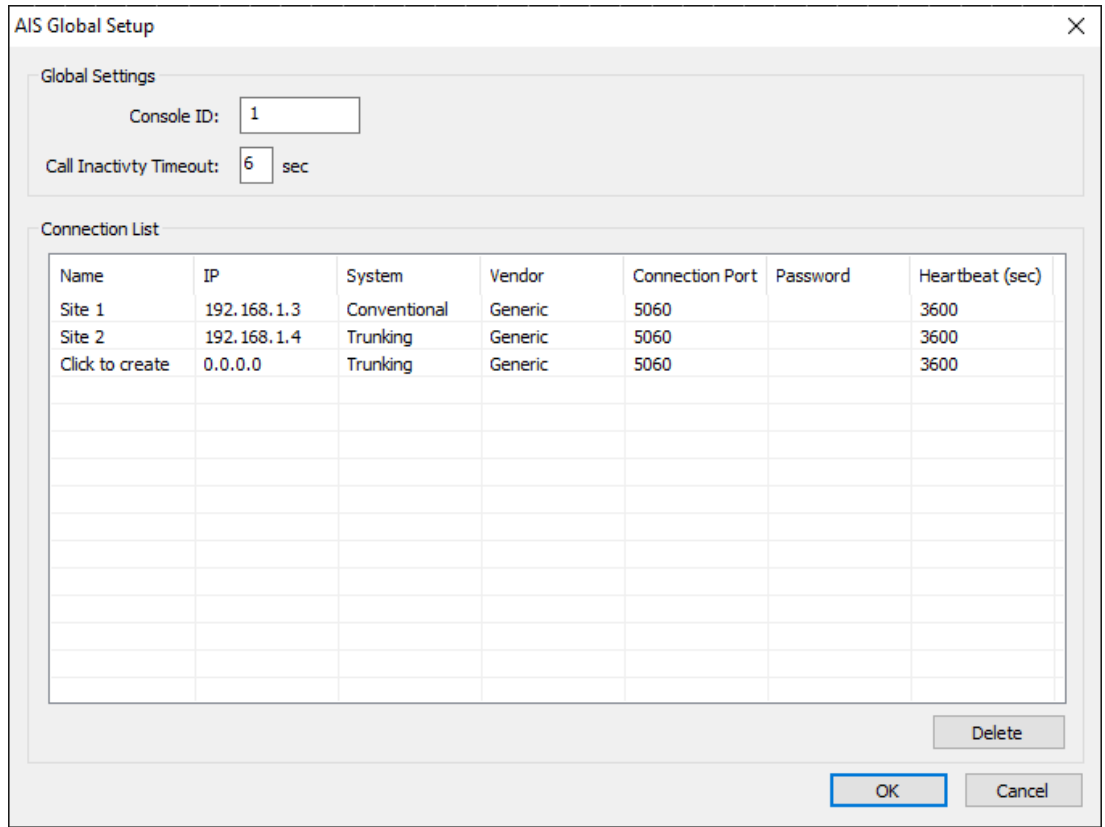 AIS Global Setup
Global Settings
Console ID: 1
Call Inactivty Timeout: 6 sec
Connection List
Name IP System Vendor Connection Port Password Heartbeat (sec)
Site 1 192.168.1.3 Conventional Generic 5060 3600
Site 2 192.168.1.4 Trunking Generic 5060 3600
Click to create 0.0.0.0 Trunking Generic 5060 3600
Delete
OK Cancel